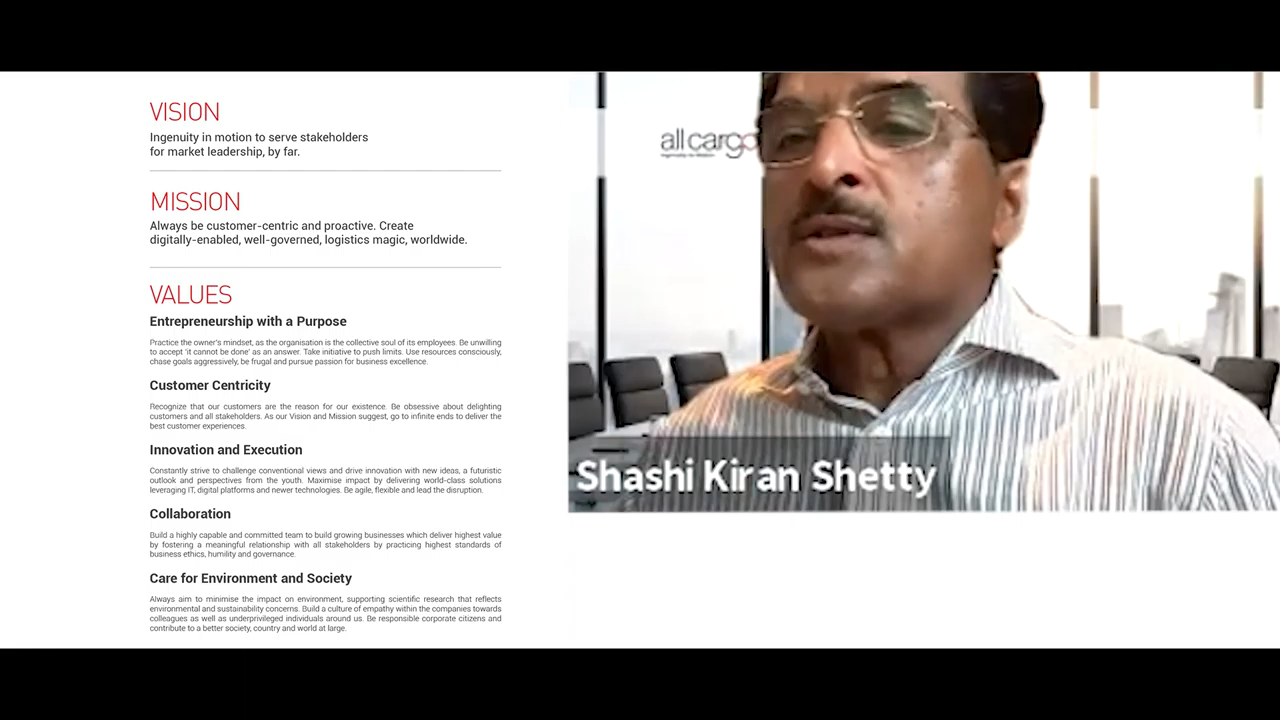 VISION
Ingenuity in motion to serve stakeholders
for market leadership, by far.
MISSION
Always be customer-centric and proactive. Create
digitally-enabled, well-governed, logistics magic, worldwide.
VALUES
Entrepreneurship with a Purpose
Practice the owner's mindset, as the organisation is the collective soul of its employees. Be unwilling
to accept 'it cannot be done' as an answer. Take initiative to push limits. Use resources consciously,
chase goals aggressively, be frugal and pursue passion for business excellence.
Customer Centricity
Recognize that our customers are the reason for our existence. Be obsessive about delighting
customers and all stakeholders. As our Vision and Mission suggest, go to infinite ends to deliver the
best customer experiences.
Innovation and Execution
Constantly strive to challenge conventional views and drive innovation with new ideas, a futuristic
outlook and perspectives from the youth. Maximise impact by delivering world-class solutions
leveraging IT, digital platforms and newer technologies. Be agile, flexible and lead the disruption.
Collaboration
Build a highly capable and committed team to build growing businesses which deliver highest value
by fostering a meaningful relationship with all stakeholders by practicing highest standards of
business ethics, humility and governance.
Care for Environment and Society
Always aim to minimise the impact on environment, supporting scientific research that reflects
environmental and sustainability concerns. Build a culture of empathy within the companies towards
colleagues as well as underprivileged individuals around us. Be responsible corporate citizens and
contribute to a better society, country and world at large.
allcargo
Shashi Kiran Shetty